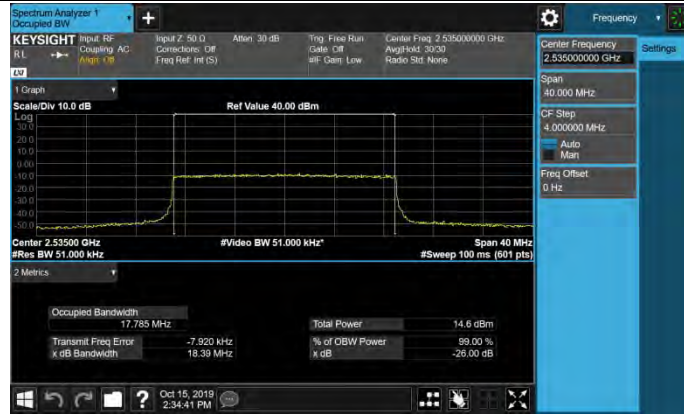 Spectrum Analyzer 1
Occupied BW
+
Frequency
KEYSIGHT Input: RF Input Z: 50 Ω Atten: 30 dB Trig: Free Run Center Freq: 2.535000000 GHz
RL Coupling: AC Corrections: Off Gate: Off Avg|Hold: 30/30
Align: Off Freq Ref: Int (S) #IF Gain: Low Radio Std: None
LXI
Center Frequency
2.535000000 GHz
Settings
Span
40.000 MHz
CF Step
4.000000 MHz
Auto
Man
Freq Offset
0 Hz
1 Graph
Scale/Div 10.0 dB Ref Value 40.00 dBm
Log
30.0
20.0
10.0
0.00
-10.0
-20.0
-30.0
-40.0
-50.0
Center 2.53500 GHz #Video BW 51.000 kHz* Span 40 MHz
#Res BW 51.000 kHz #Sweep 100 ms (601 pts)
2 Metrics
Occupied Bandwidth
17.785 MHz Total Power 14.6 dBm
Transmit Freq Error -7.920 kHz % of OBW Power 99.00 %
x dB Bandwidth 18.39 MHz x dB -26.00 dB
? Oct 15, 2019
2:34:41 PM